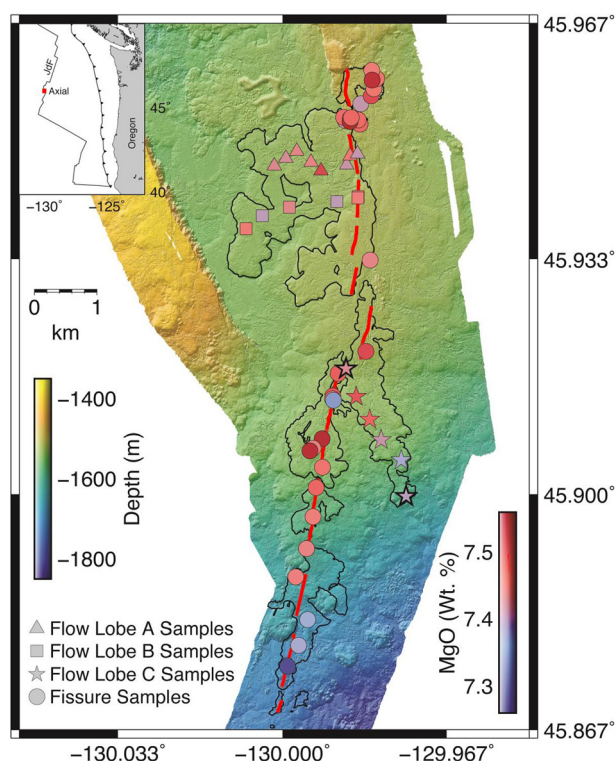 JdF
Axial
Oregon
45°
40°
−130°
−125°
45.967°
45.933°
45.900°
45.867°
0 1
km
−1400
−1600
−1800
Depth (m)
7.5
7.4
7.3
MgO (Wt. %)
Flow Lobe A Samples
Flow Lobe B Samples
Flow Lobe C Samples
Fissure Samples
−130.033° −130.000° −129.967°